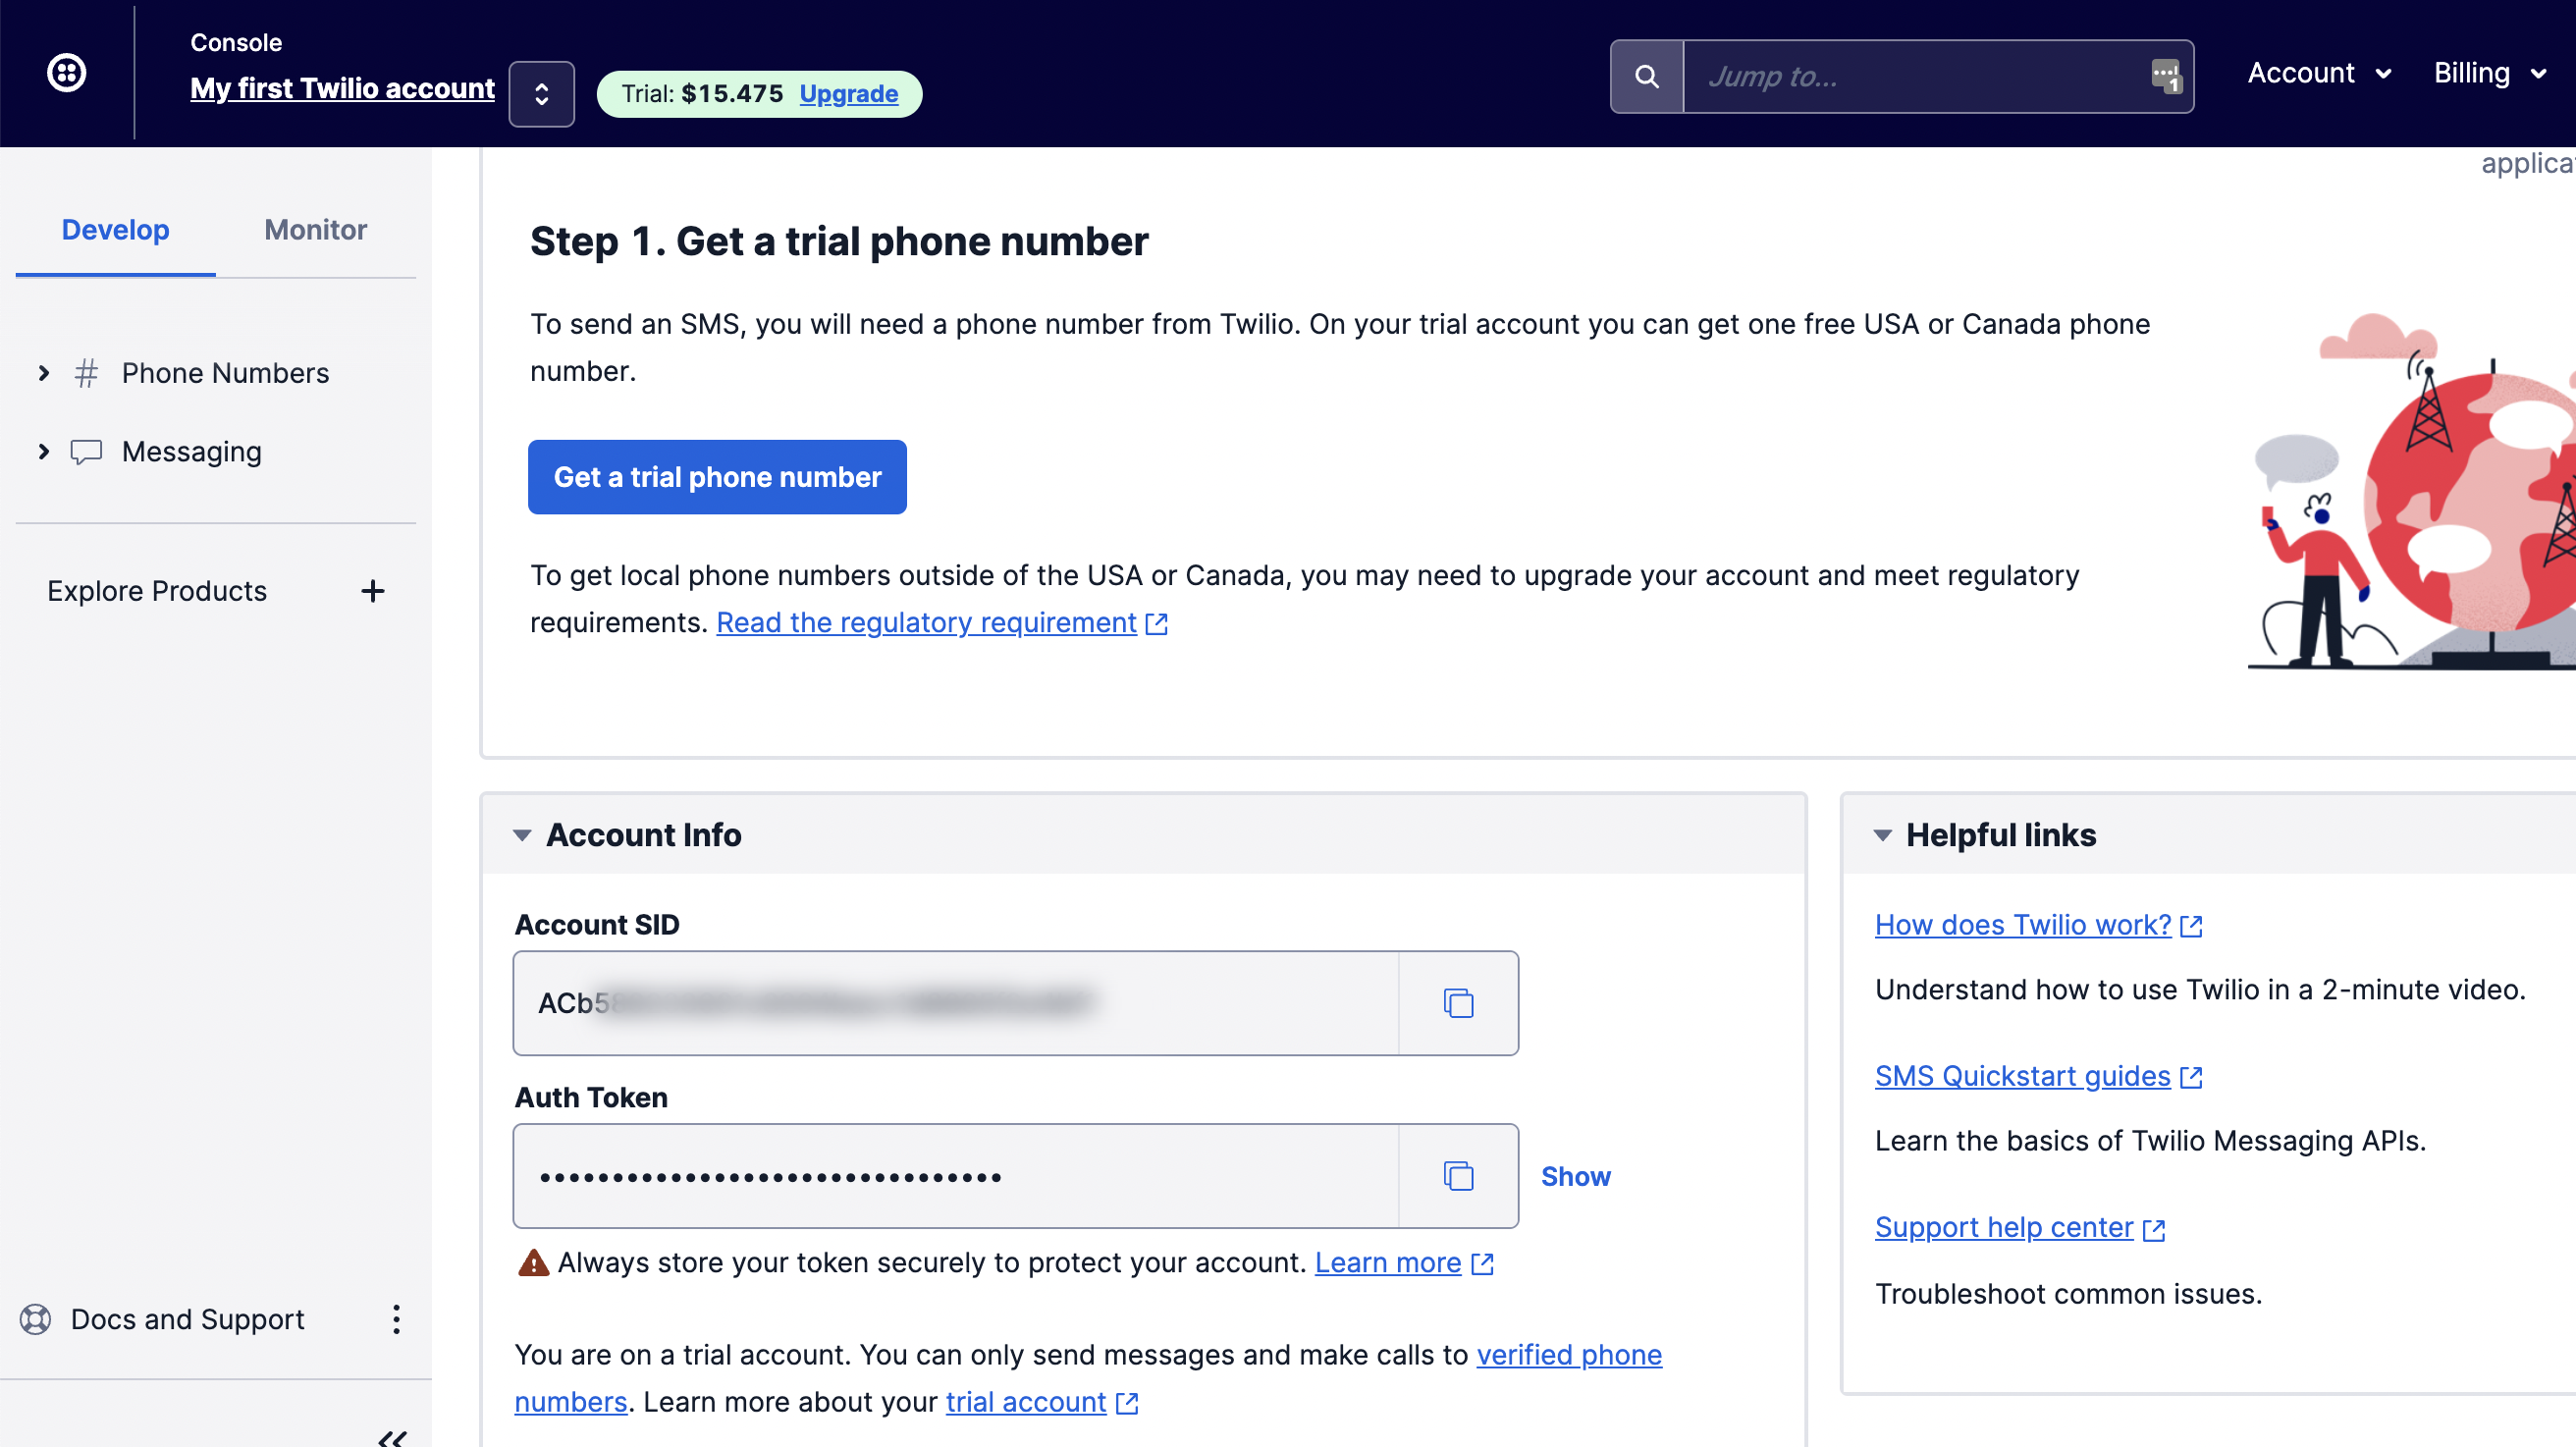 Console
My first Twilio account
Trial: $15.475 Upgrade
Jump to...
1
Account
Billing
Develop
Monitor
Phone Numbers
Messaging
Explore Products
Docs and Support
Step 1. Get a trial phone number
To send an SMS, you will need a phone number from Twilio. On your trial account you can get one free USA or Canada phone
number.
Get a trial phone number
To get local phone numbers outside of the USA or Canada, you may need to upgrade your account and meet regulatory
requirements. Read the regulatory requirement
Account Info
Account SID
ACb5
Auth Token
••••••••••••••••••••••••••••••••
Show
Always store your token securely to protect your account. Learn more
You are on a trial account. You can only send messages and make calls to verified phone
numbers. Learn more about your trial account
Helpful links
How does Twilio work?
Understand how to use Twilio in a 2-minute video.
SMS Quickstart guides
Learn the basics of Twilio Messaging APIs.
Support help center
Troubleshoot common issues.